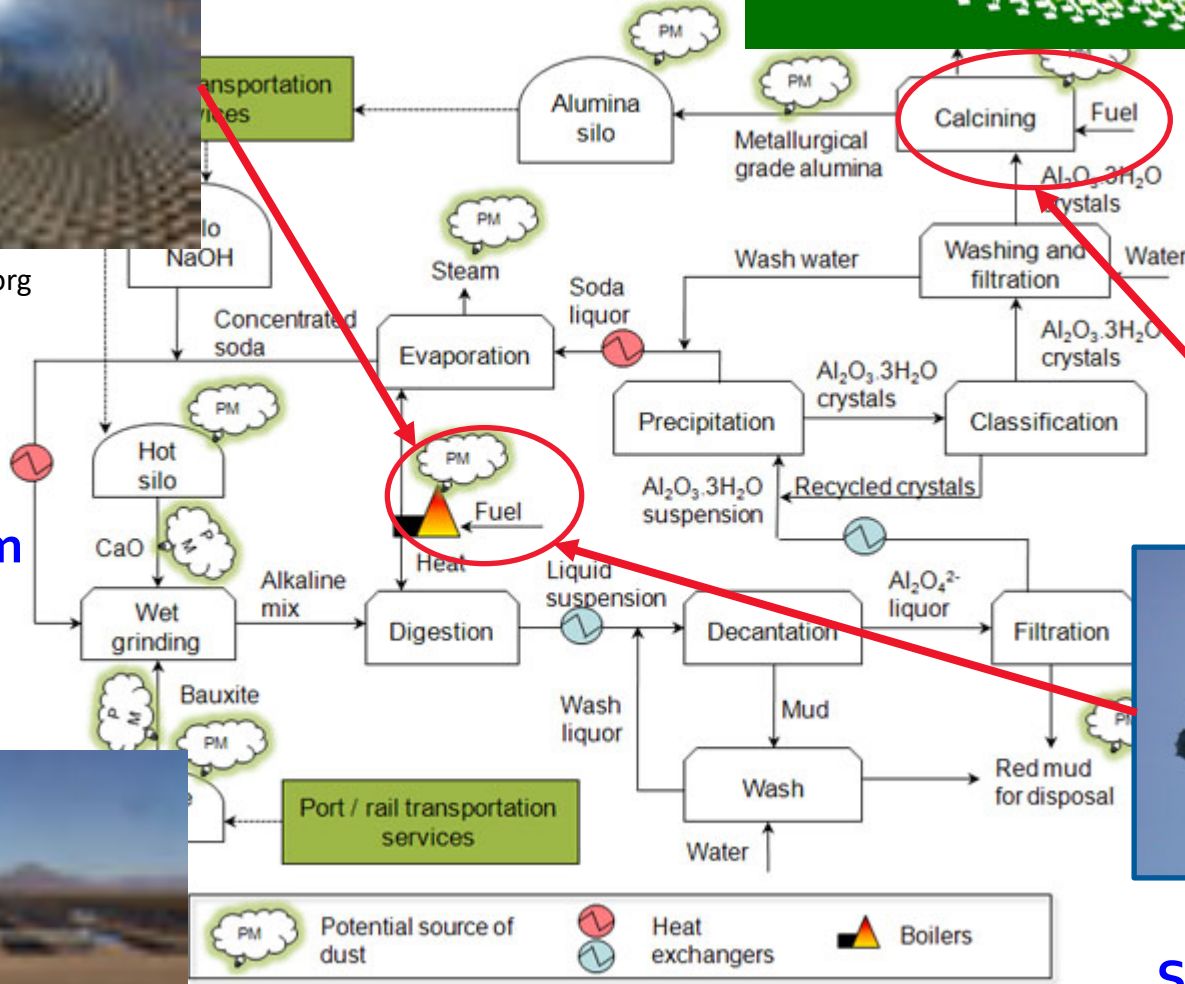 PM
PM
PM
ansportation
vices
Alumina
silo
Calcining
Fuel
Metallurgical
grade alumina
Al₂O₃.3H₂O
crystals
lo
NaOH
org
PM
Steam
Soda
liquor
Wash water
Washing and
filtration
Water
Concentrated
soda
Evaporation
Al₂O₃.3H₂O
crystals
Al₂O₃.3H₂O
crystals
PM
Precipitation
Classification
Hot
silo
PM
Al₂O₃.3H₂O
suspension
Recycled crystals
Fuel
m
CaO
PM
Heat
Alkaline
mix
Liquid
suspension
Al₂O₄²⁻
liquor
Wet
grinding
Digestion
Decantation
Filtration
PM
Bauxite
PM
Wash
liquor
Mud
PM
Red mud
for disposal
e
Port / rail transportation
services
Wash
Water
PM
Potential source of
dust
Heat
exchangers
Boilers
S